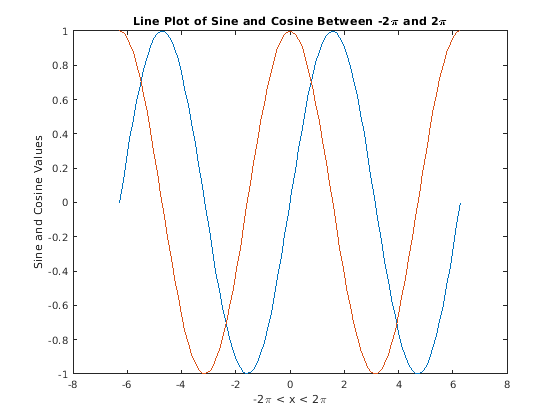 Line Plot of Sine and Cosine Between -2π and 2π
1
0.8
0.6
0.4
0.2
0
-0.2
-0.4
-0.6
-0.8
-1
Sine and Cosine Values
-8 -6 -4 -2 0 2 4 6 8
-2π < x < 2π